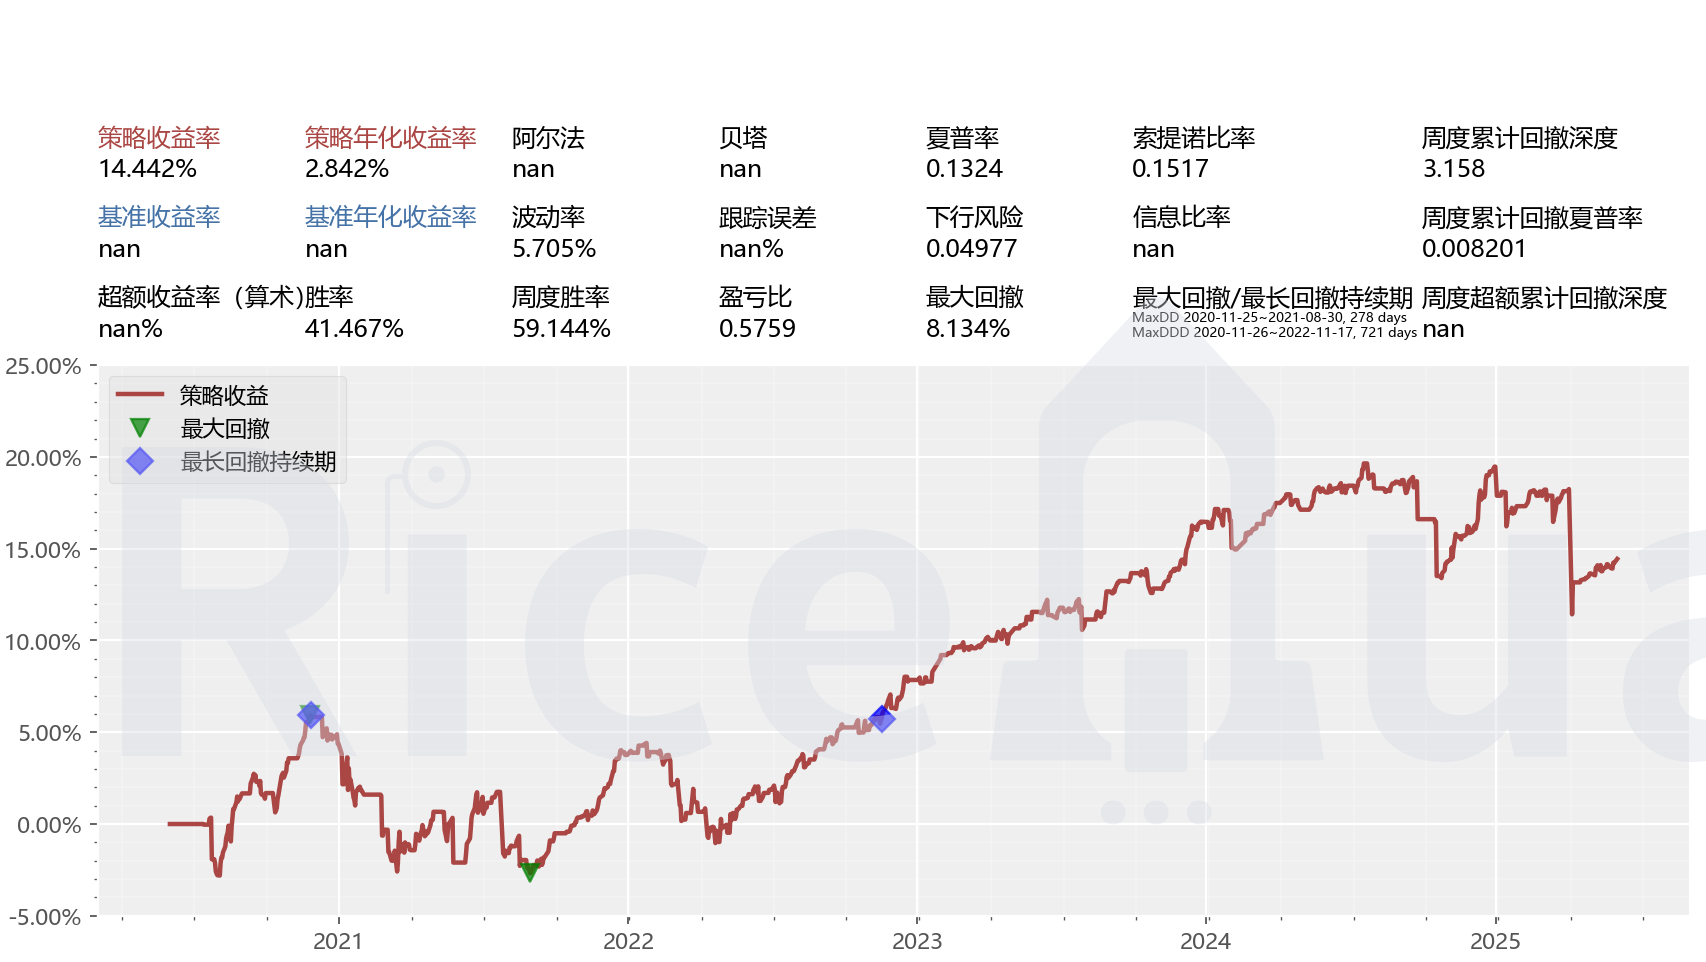 策略收益率 策略年化收益率 阿尔法 贝塔 夏普率 索提诺比率 周度累计回撤深度
14.442% 2.842% nan nan 0.1324 0.1517 3.158
基准收益率 基准年化收益率 波动率 跟踪误差 下行风险 信息比率 周度累计回撤夏普率
nan nan 5.705% nan% 0.04977 nan 0.008201
超额收益率（算术） 胜率 周度胜率 盈亏比 最大回撤 最大回撤/最长回撤持续期 周度超额累计回撤深度
nan% 41.467% 59.144% 0.5759 8.134% MaxDD 2020-11-25~2021-08-30, 278 days nan
MaxDDD 2020-11-26~2022-11-17, 721 days
25.00%
策略收益
最大回撤
20.00%
最长回撤持续期
15.00%
10.00%
5.00%
0.00%
-5.00%
2021 2022 2023 2024 2025
Rice ua